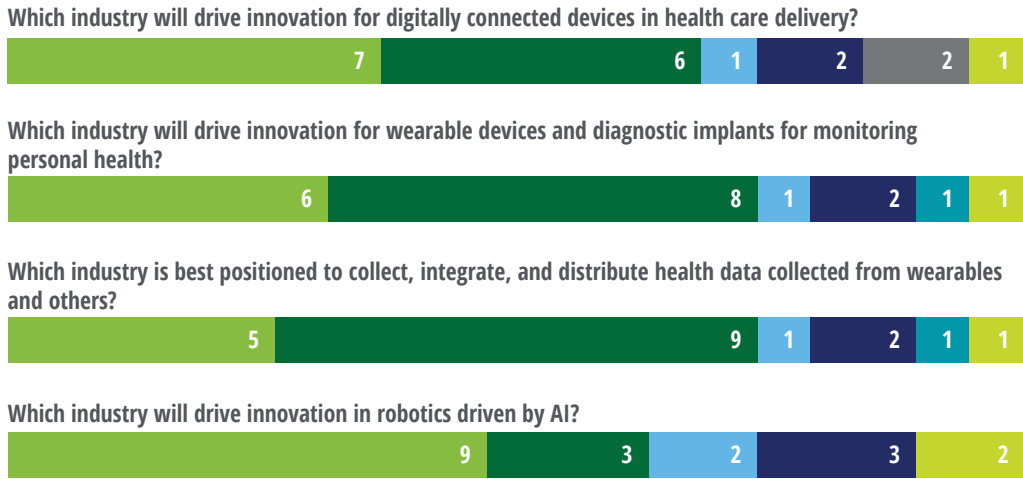 Which industry will drive innovation for digitally connected devices in health care delivery?
7 6 1 2 2 1
Which industry will drive innovation for wearable devices and diagnostic implants for monitoring
personal health?
6 8 1 2 1 1
Which industry is best positioned to collect, integrate, and distribute health data collected from wearables
and others?
5 9 1 2 1 1
Which industry will drive innovation in robotics driven by AI?
9 3 2 3 2